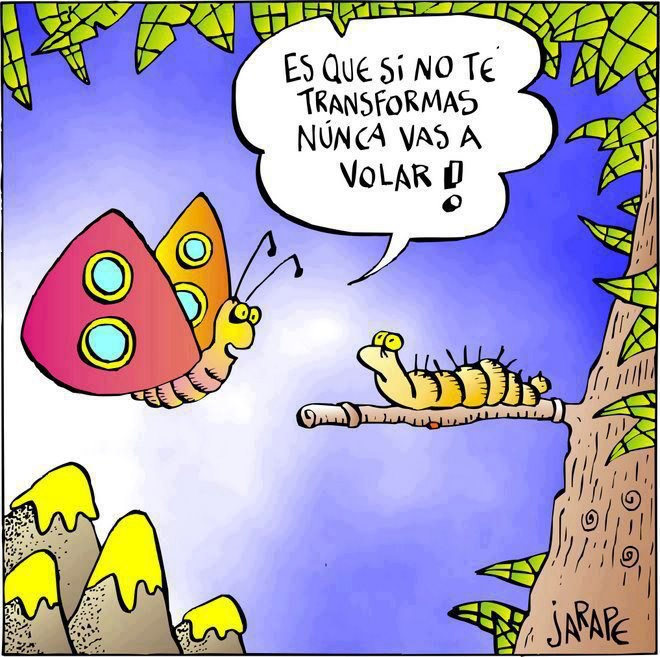 ES QUE SI NO TE
TRANSFORMAS
NÚNCA VAS A
VOLAR!
JARAPE